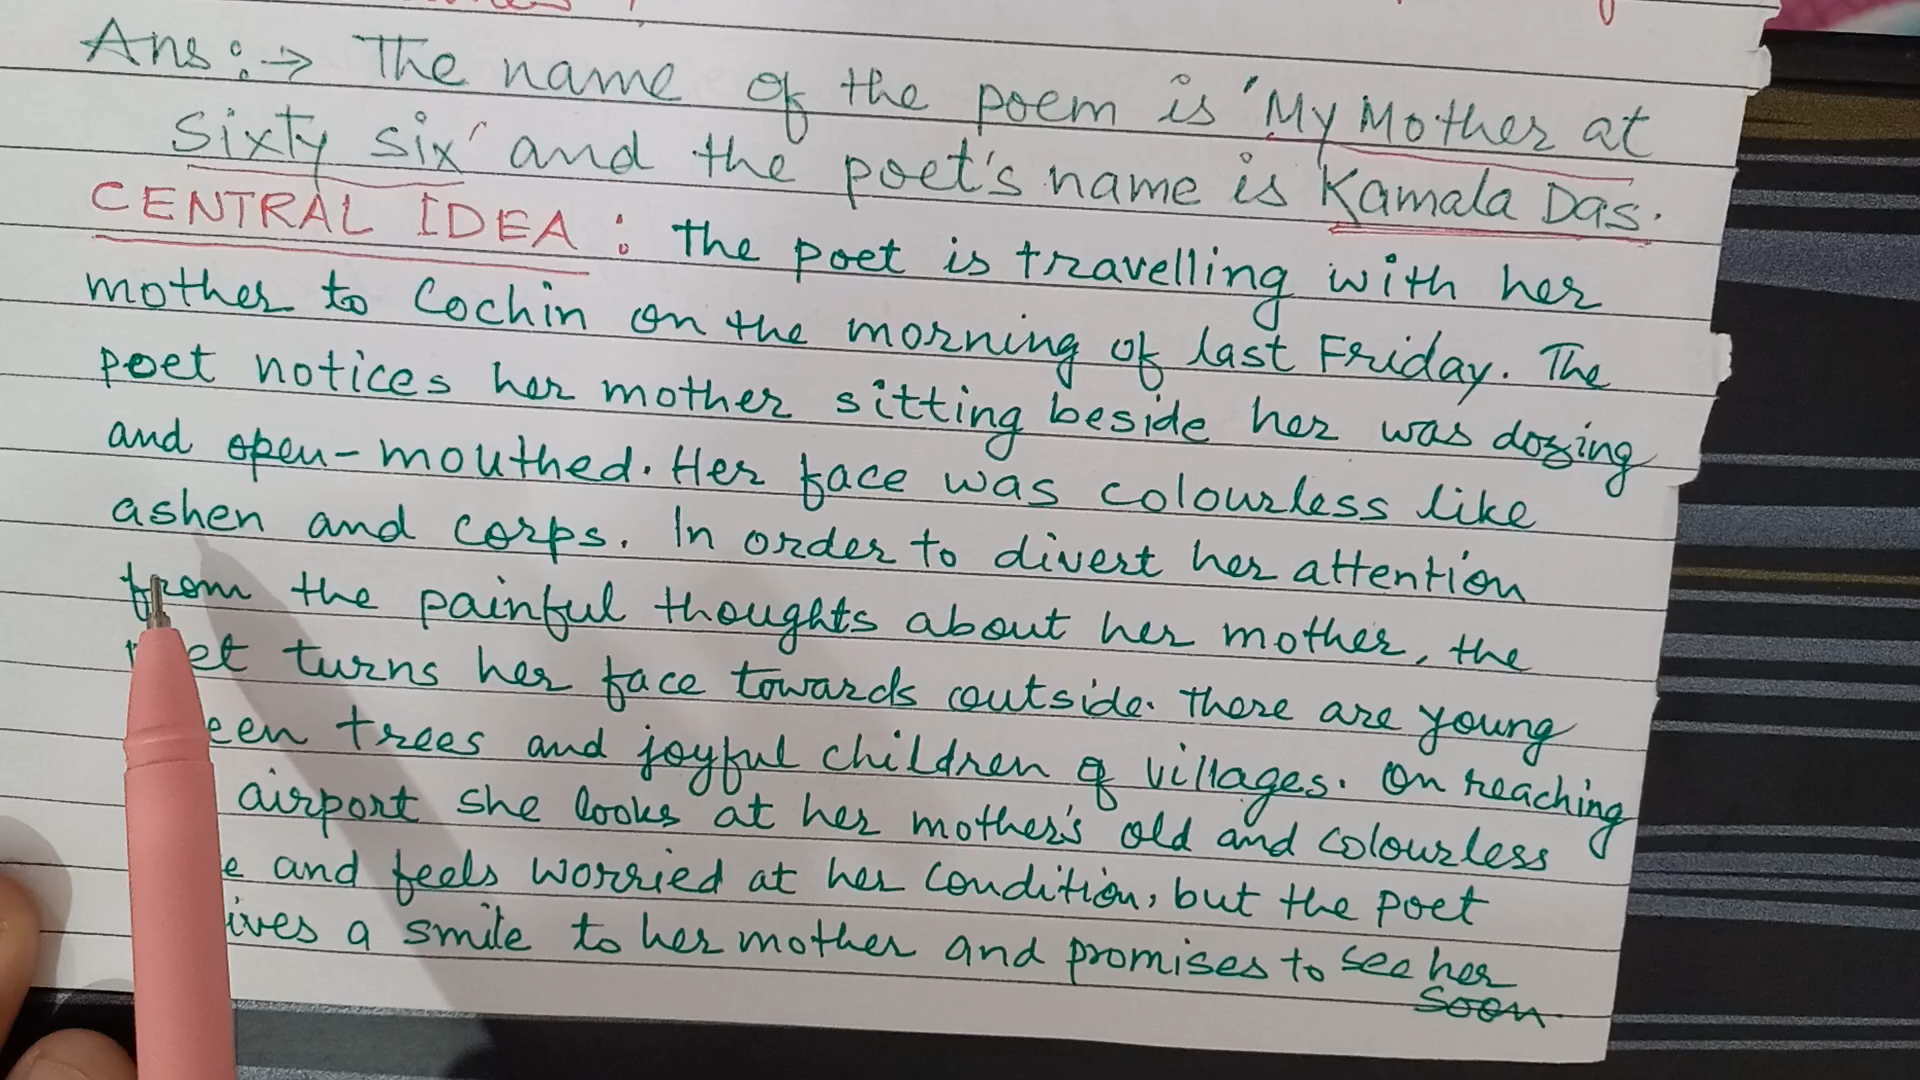 Ans:→ The name of the poem is 'My Mother at
Sixty six' and the poet's name is Kamala Das.
CENTRAL IDEA : the poet is travelling with her
mother to Cochin on the morning of last Friday. The
poet notices her mother sitting beside her was dozing
and open-mouthed. Her face was colourless like
ashen and corps. In order to divert her attention
from the painful thoughts about her mother, the
et turns her face towards outside. There are young
een trees and joyful children of villages. On reaching
airport she looks at her mother's old and colourless
e and feels worried at her condition, but the poet
ives a smile to her mother and promises to see her
soon